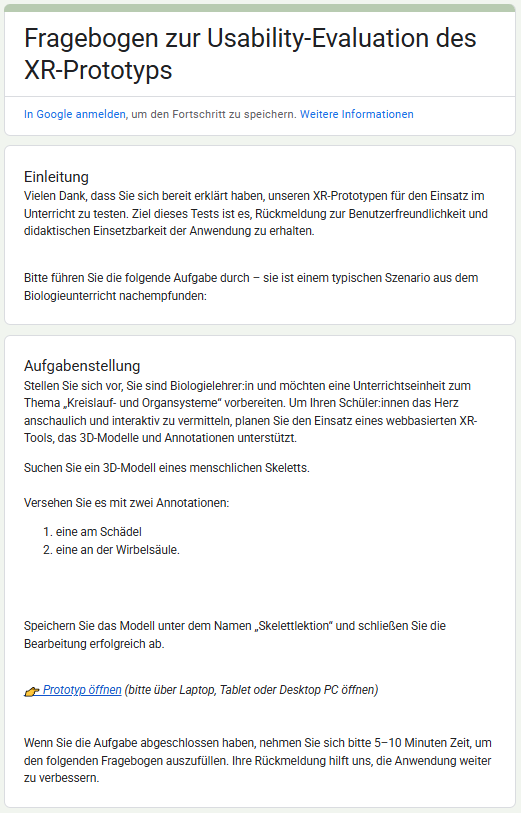 Fragebogen zur Usability-Evaluation des
XR-Prototyps
In Google anmelden, um den Fortschritt zu speichern. Weitere Informationen
Einleitung
Vielen Dank, dass Sie sich bereit erklärt haben, unseren XR-Prototypen für den Einsatz im
Unterricht zu testen. Ziel dieses Tests ist es, Rückmeldung zur Benutzerfreundlichkeit und
didaktischen Einsetzbarkeit der Anwendung zu erhalten.
Bitte führen Sie die folgende Aufgabe durch – sie ist einem typischen Szenario aus dem
Biologieunterricht nachempfunden:
Aufgabenstellung
Stellen Sie sich vor, Sie sind Biologielehrer:in und möchten eine Unterrichtseinheit zum
Thema „Kreislauf- und Organsysteme“ vorbereiten. Um Ihren Schüler:innen das Herz
anschaulich und interaktiv zu vermitteln, planen Sie den Einsatz eines webbasierten XR-
Tools, das 3D-Modelle und Annotationen unterstützt.
Suchen Sie ein 3D-Modell eines menschlichen Skeletts.
Versehen Sie es mit zwei Annotationen:
1. eine am Schädel
2. eine an der Wirbelsäule.
Speichern Sie das Modell unter dem Namen „Skelettlektion“ und schließen Sie die
Bearbeitung erfolgreich ab.
👉 Prototyp öffnen (bitte über Laptop, Tablet oder Desktop PC öffnen)
Wenn Sie die Aufgabe abgeschlossen haben, nehmen Sie sich bitte 5–10 Minuten Zeit, um
den folgenden Fragebogen auszufüllen. Ihre Rückmeldung hilft uns, die Anwendung weiter
zu verbessern.